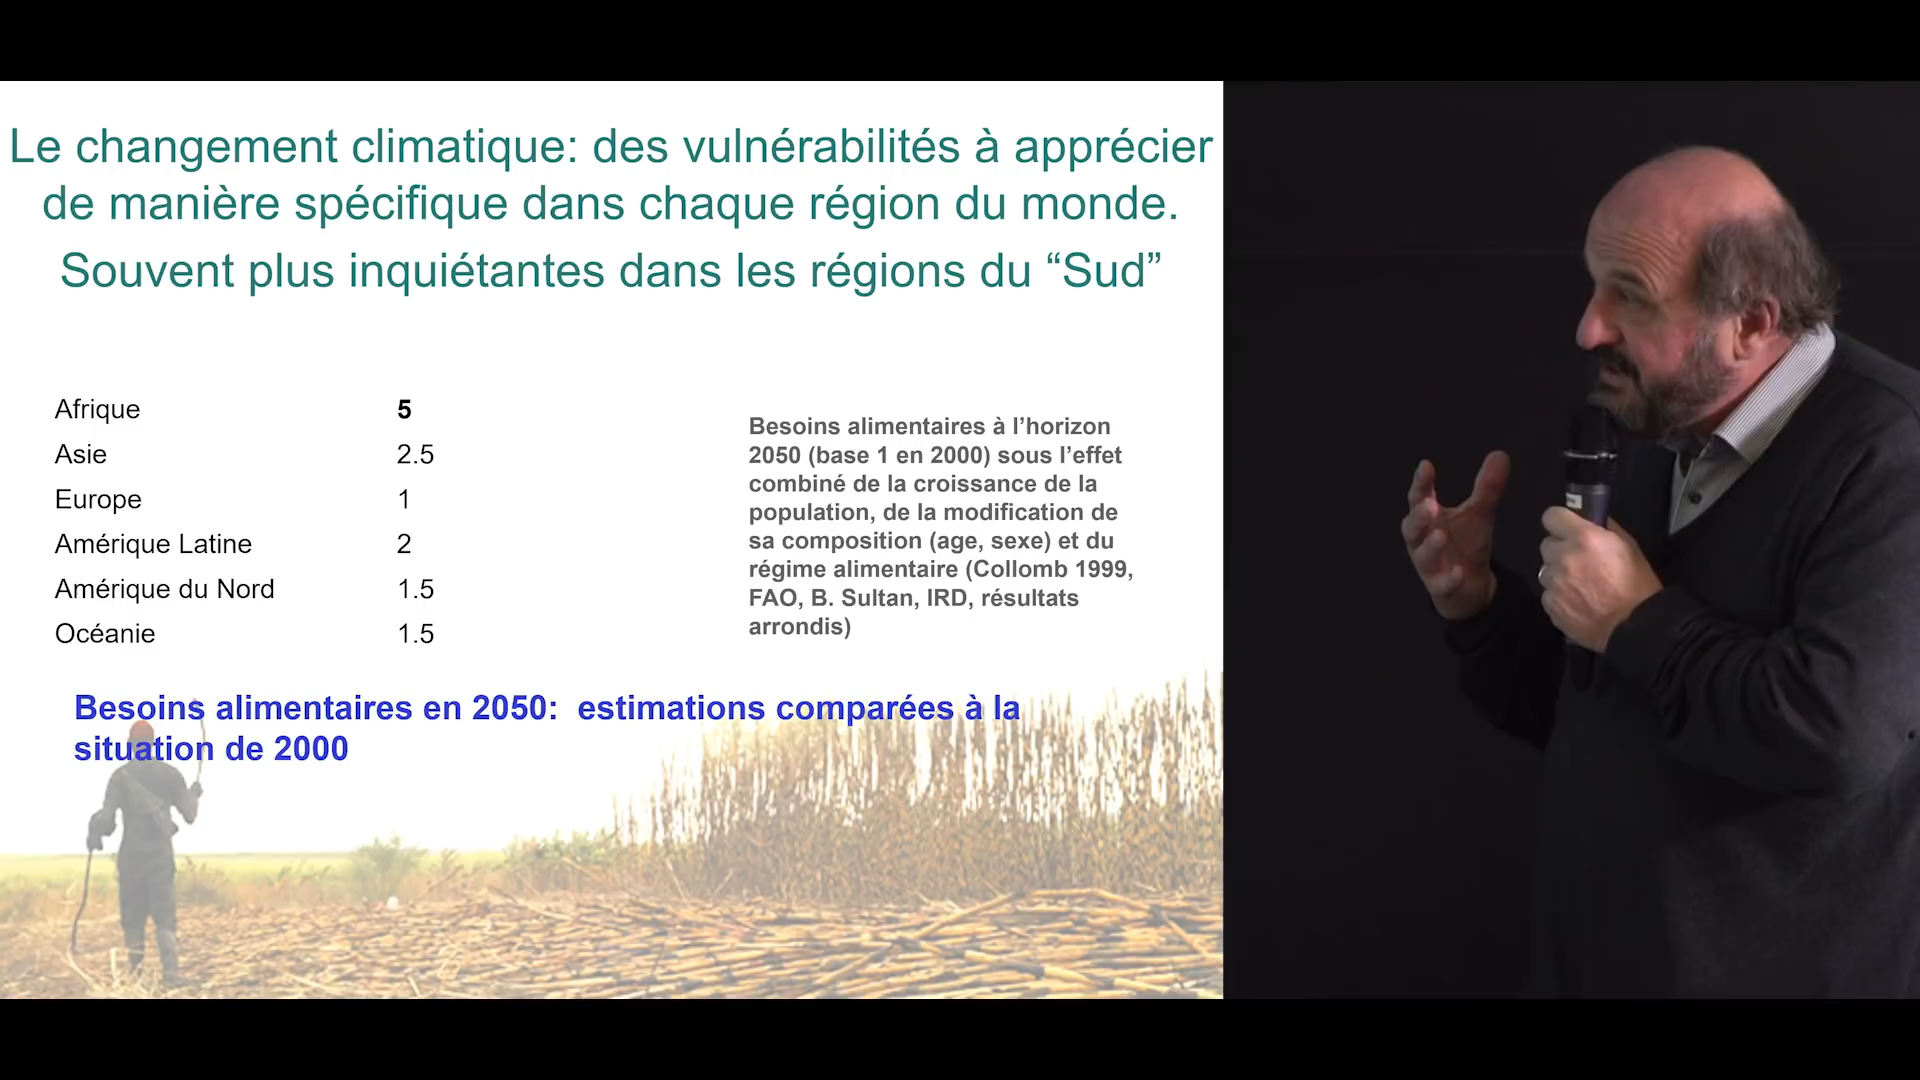 Le changement climatique: des vulnérabilités à apprécier
de manière spécifique dans chaque région du monde.
Souvent plus inquiétantes dans les régions du “Sud”
Afrique 5
Asie 2.5
Europe 1
Amérique Latine 2
Amérique du Nord 1.5
Océanie 1.5
Besoins alimentaires à l’horizon
2050 (base 1 en 2000) sous l’effet
combiné de la croissance de la
population, de la modification de
sa composition (age, sexe) et du
régime alimentaire (Collomb 1999,
FAO, B. Sultan, IRD, résultats
arrondis)
Besoins alimentaires en 2050:  estimations comparées à la
situation de 2000